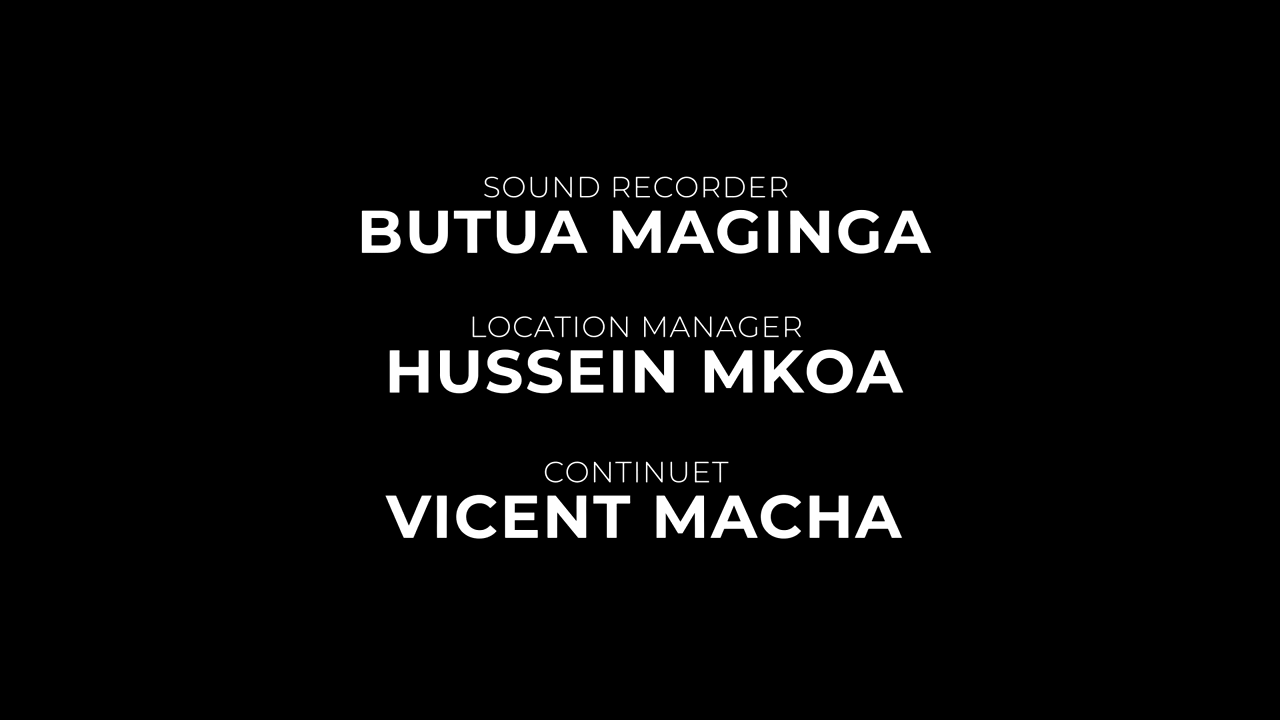 SOUND RECORDER
BUTUA MAGINGA
LOCATION MANAGER
HUSSEIN MKOA
CONTINUET
VICENT MACHA